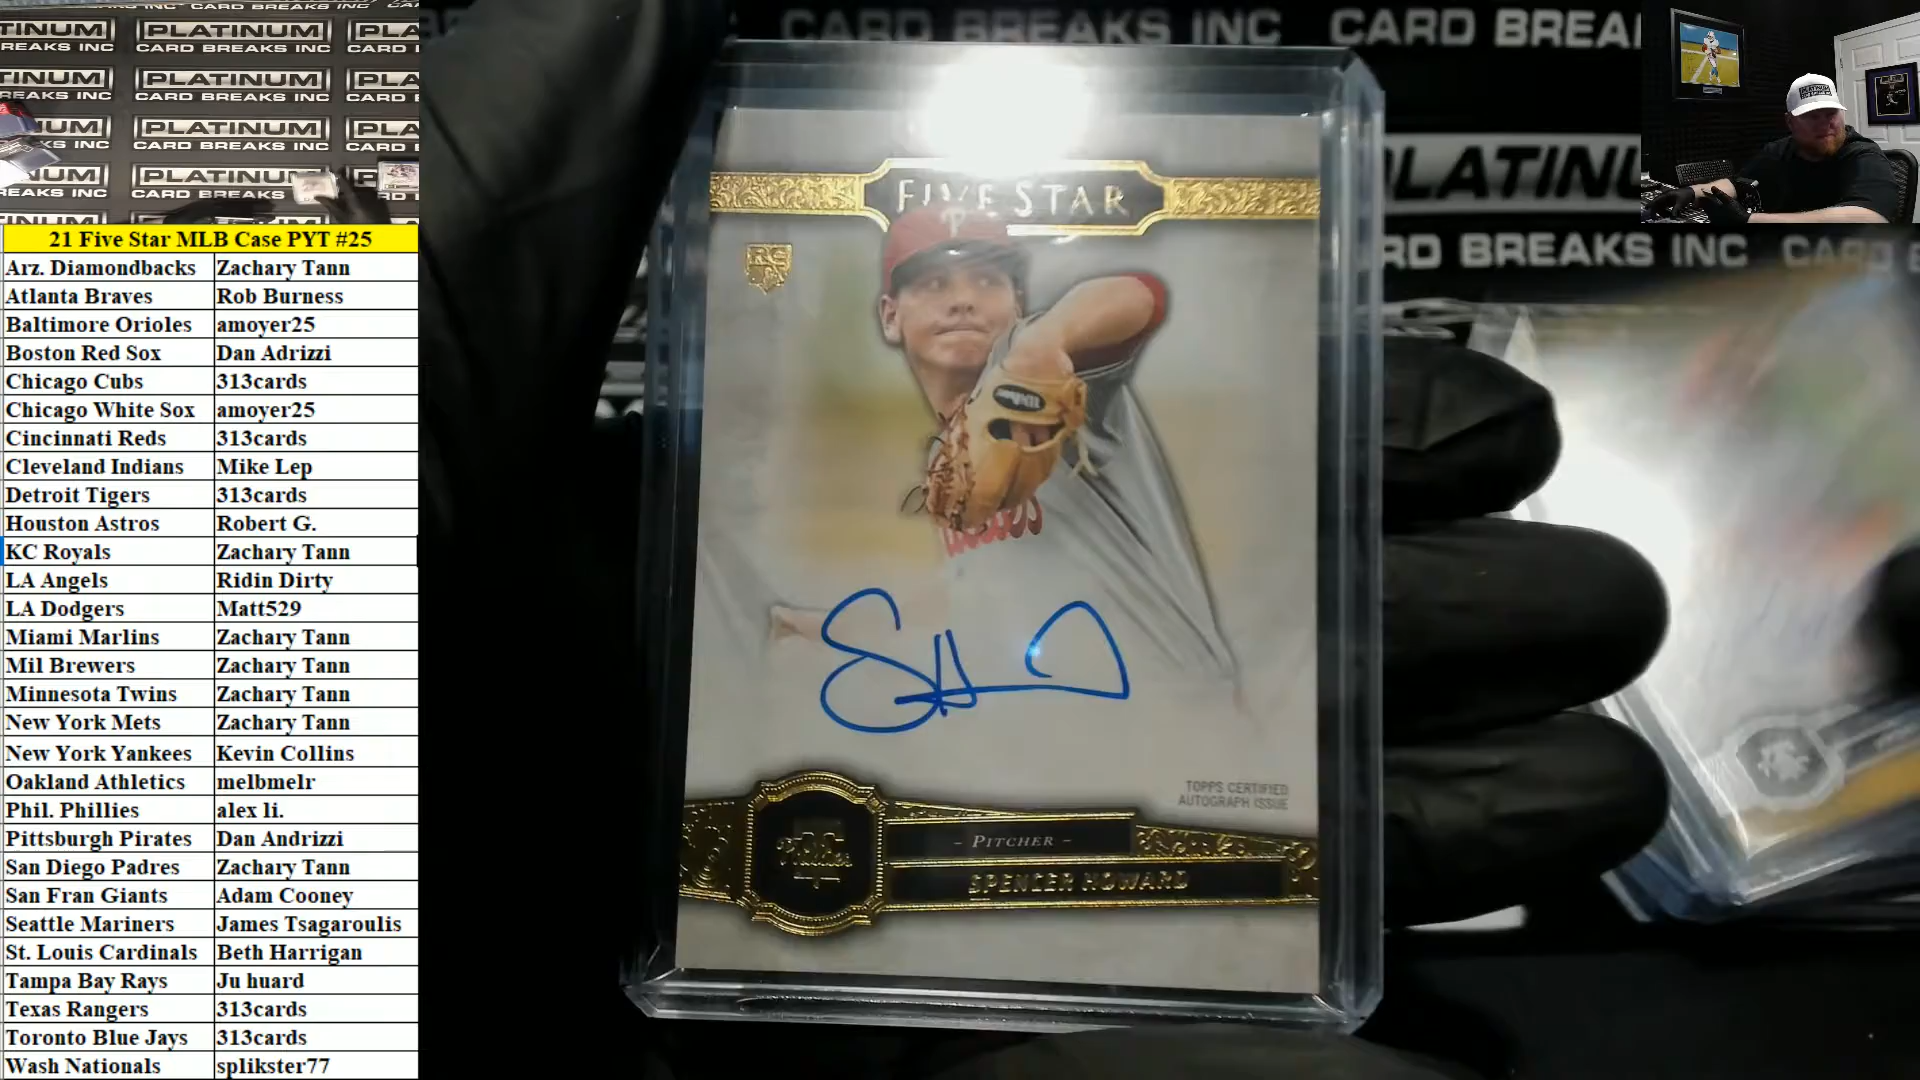 PLATINUM
CARD BREAKS INC
21 Five Star MLB Case PYT #25
Arz. Diamondbacks Zachary Tann
Atlanta Braves Rob Burness
Baltimore Orioles amoyer25
Boston Red Sox Dan Adrizzi
Chicago Cubs 313cards
Chicago White Sox amoyer25
Cincinnati Reds 313cards
Cleveland Indians Mike Lep
Detroit Tigers 313cards
Houston Astros Robert G.
KC Royals Zachary Tann
LA Angels Ridin Dirty
LA Dodgers Matt529
Miami Marlins Zachary Tann
Mil Brewers Zachary Tann
Minnesota Twins Zachary Tann
New York Mets Zachary Tann
New York Yankees Kevin Collins
Oakland Athletics melbmelr
Phil. Phillies alex li.
Pittsburgh Pirates Dan Andrizzi
San Diego Padres Zachary Tann
San Fran Giants Adam Cooney
Seattle Mariners James Tsagaroulis
St. Louis Cardinals Beth Harrigan
Tampa Bay Rays Ju huard
Texas Rangers 313cards
Toronto Blue Jays 313cards
Wash Nationals splikster77
CARD BREAKS INC CARD BREA
FIVE STAR
RC
TOPPS CERTIFIED
AUTOGRAPH ISSUE
Phillies
- PITCHER -
SPENCER HOWARD
PLATINU
RD BREAKS INC CARD B